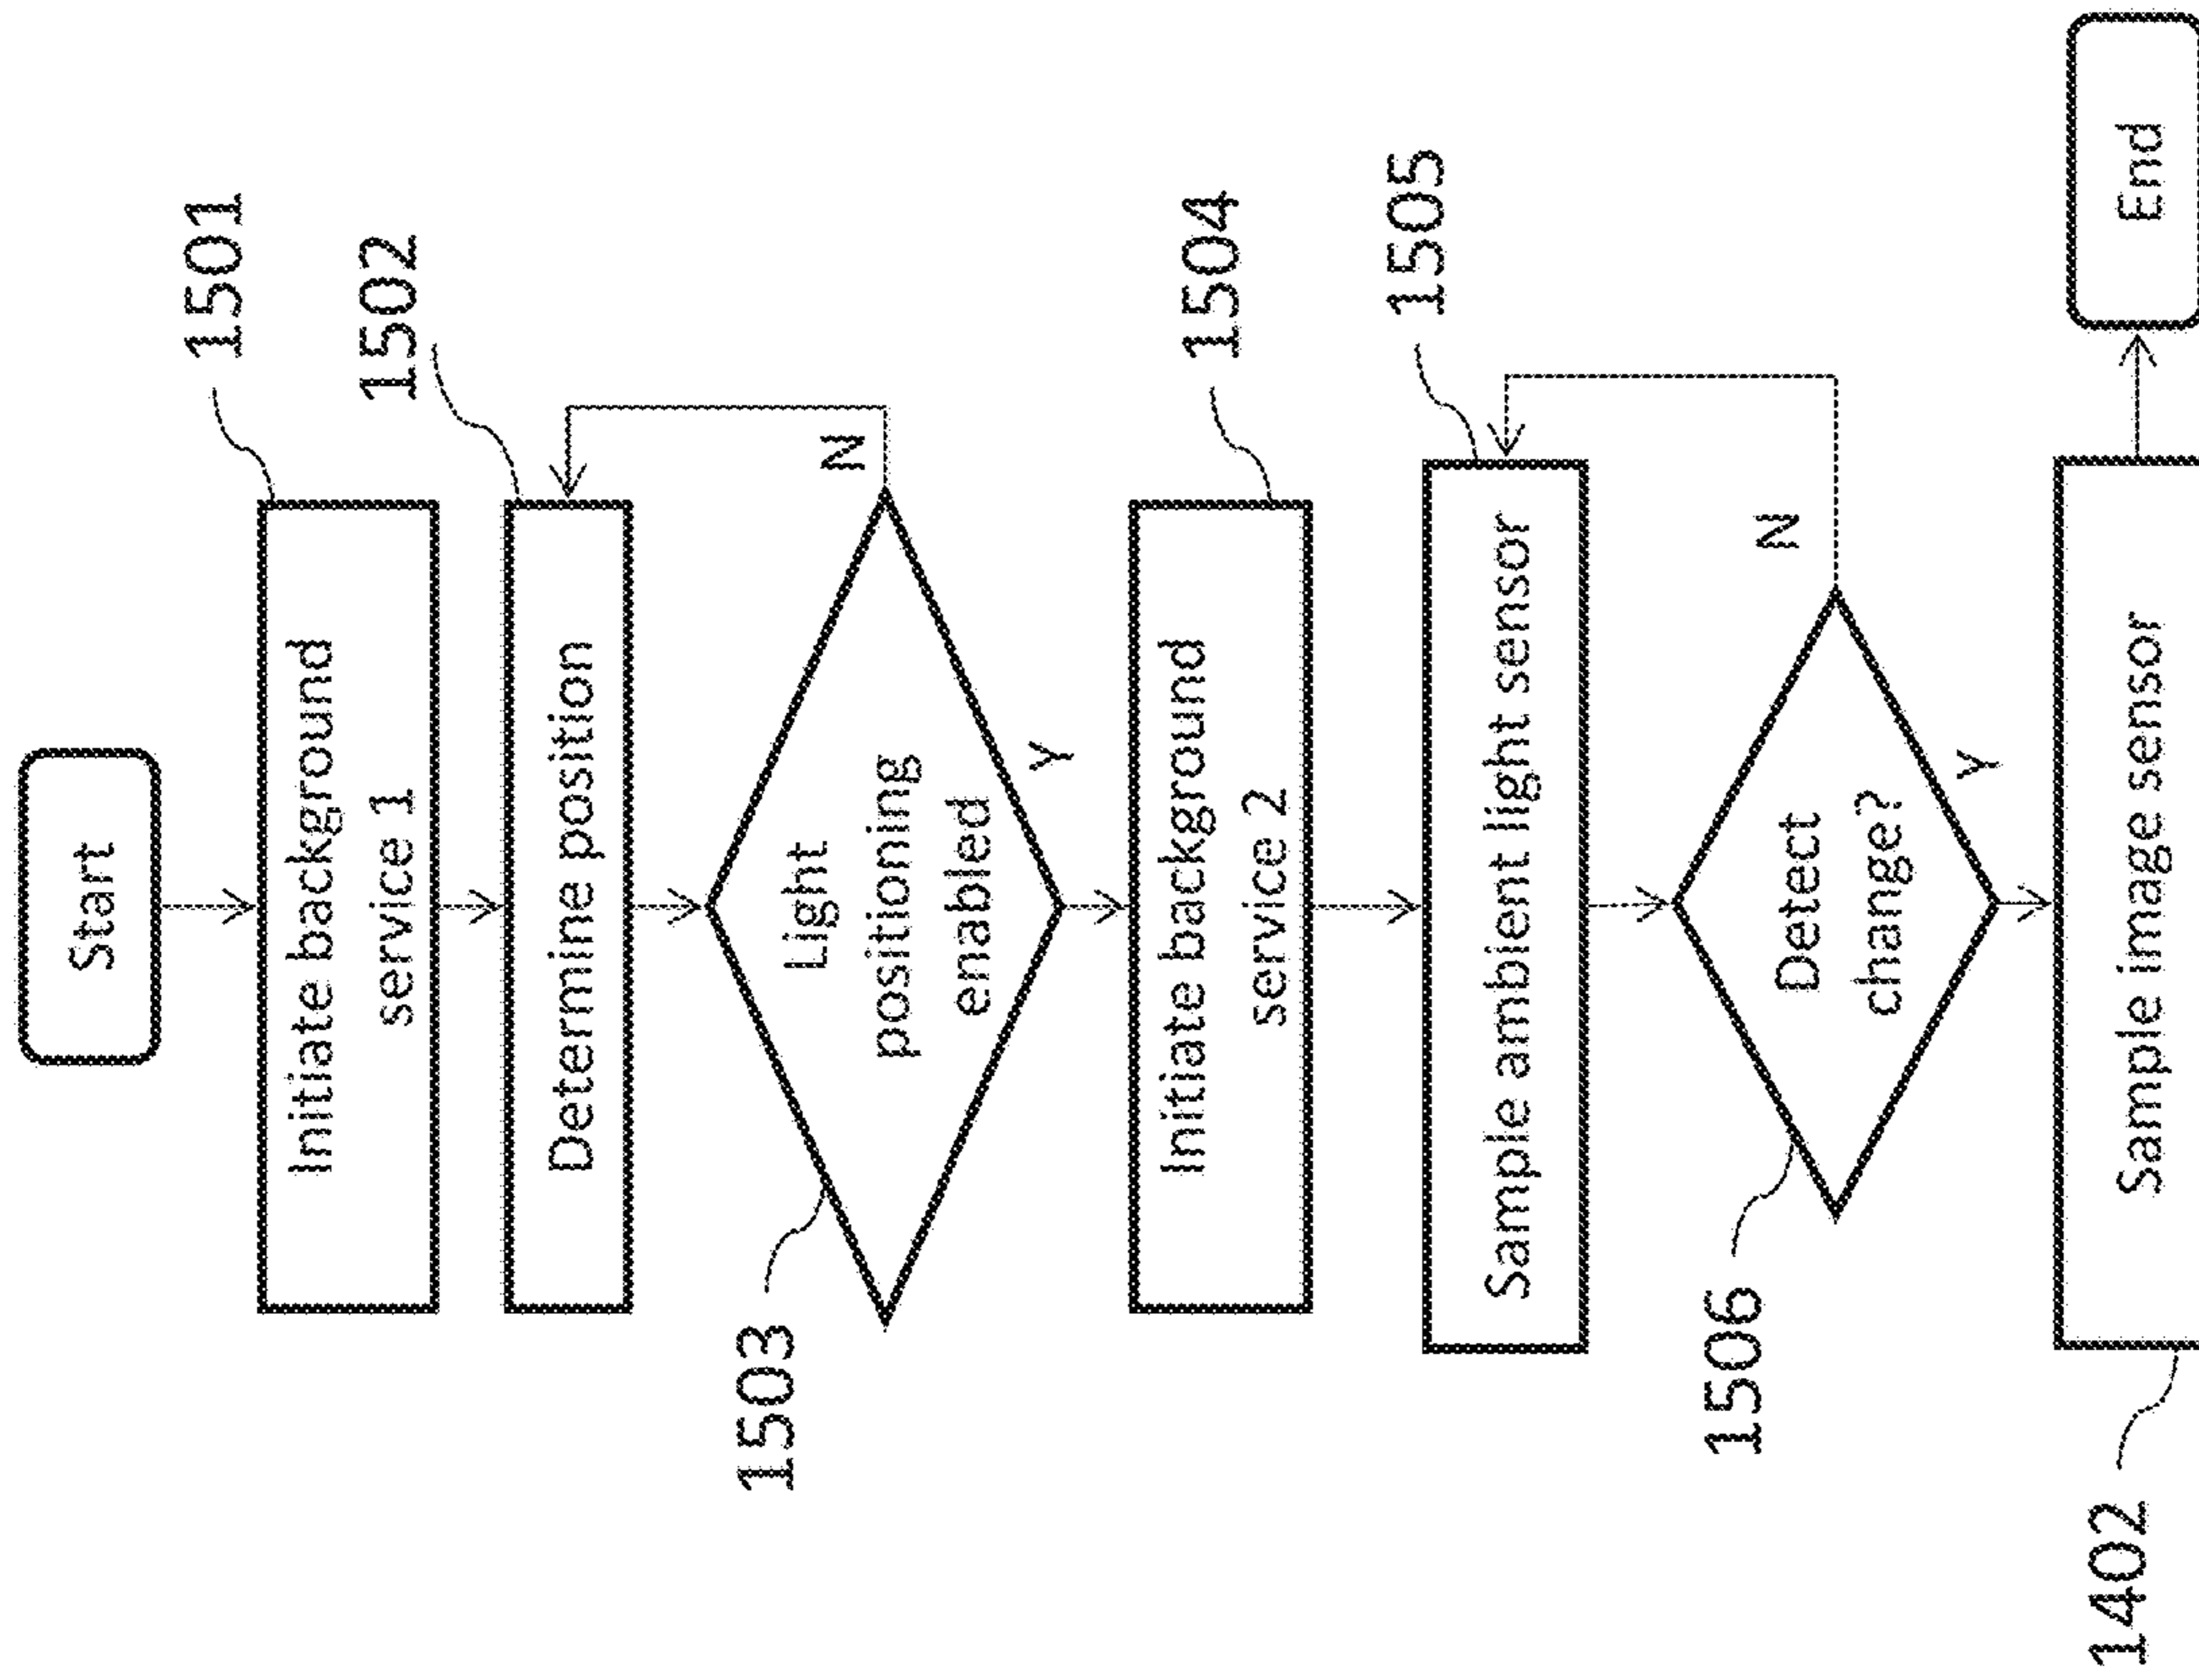 Start
1501
Initiate background
service 1
1502
Determine position
1503
Light
positioning
enabled
N
Y
1504
Initiate background
service 2
1505
Sample ambient light sensor
1506
Detect
change?
N
Y
1402
Sample image sensor
End